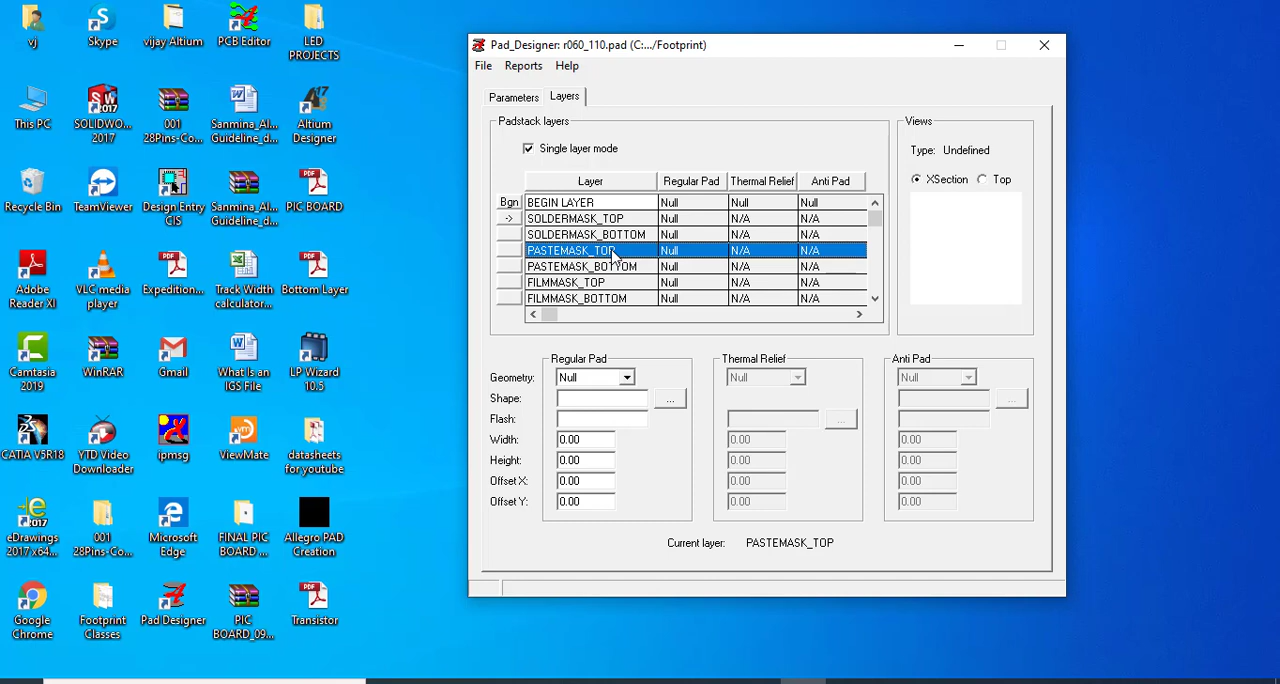 vj
Skype
vijay Altium
PCB Editor
LED
PROJECTS
This PC
SOLIDWO...
2017
001
28Pins-Co...
Sanmina_Al...
Guideline_d...
Altium
Designer
Recycle Bin
TeamViewer
Design Entry
CIS
Sanmina_Al...
Guideline_d...
PIC BOARD
Adobe
Reader XI
VLC media
player
Expedition...
Track Width
calculator...
Bottom Layer
Camtasia
2019
WinRAR
Gmail
What Is an
IGS File
LP Wizard
10.5
CATIA V5R18
YTD Video
Downloader
ipmsg
ViewMate
datasheets
for youtube
eDrawings
2017 x64...
001
28Pins-Co...
Microsoft
Edge
FINAL PIC
BOARD ...
Allegro PAD
Creation
Google
Chrome
Footprint
Classes
Pad Designer
PIC
BOARD_09...
Transistor
Pad_Designer: r060_110.pad (C:.../Footprint)
File Reports Help
Parameters Layers
Padstack layers
Single layer mode
Layer Regular Pad Thermal Relief Anti Pad
Bgn BEGIN LAYER Null Null Null
-> SOLDERMASK_TOP Null N/A N/A
SOLDERMASK_BOTTOM Null N/A N/A
PASTEMASK_TOP Null N/A N/A
PASTEMASK_BOTTOM Null N/A N/A
FILMMASK_TOP Null N/A N/A
FILMMASK_BOTTOM Null N/A N/A
Views
Type: Undefined
XSection Top
Regular Pad Thermal Relief Anti Pad
Geometry: Null Null Null
Shape: ... ...
Flash: ...
Width: 0.00 0.00 0.00
Height: 0.00 0.00 0.00
Offset X: 0.00 0.00 0.00
Offset Y: 0.00 0.00 0.00
Current layer: PASTEMASK_TOP